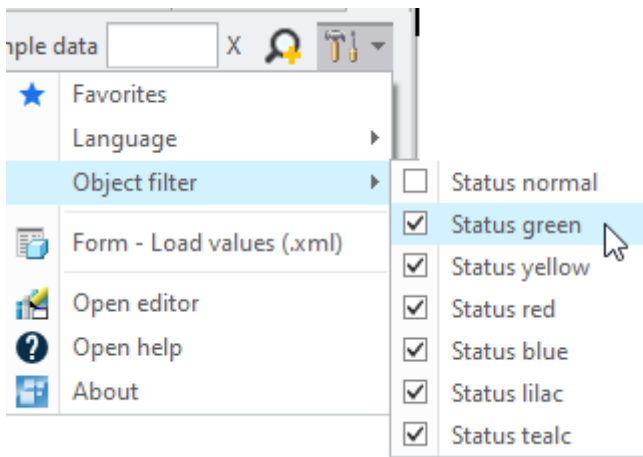 mple data X
Favorites
Language
Object filter
Form - Load values (.xml)
Open editor
Open help
About
Status normal
Status green
Status yellow
Status red
Status blue
Status lilac
Status tealc